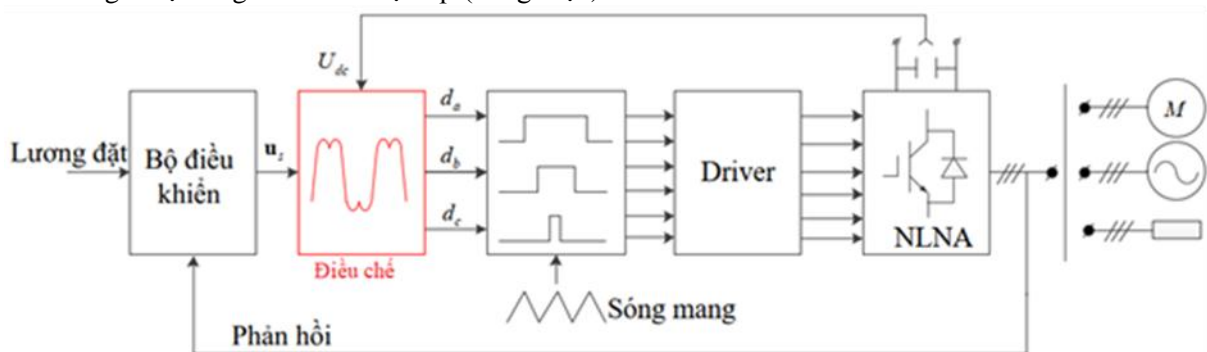 U_dc
d_a
d_b
d_c
Lương đặt
Bộ điều
khiển
u_s
Driver
NLNA
M
Điều chế
Sóng mang
Phản hồi